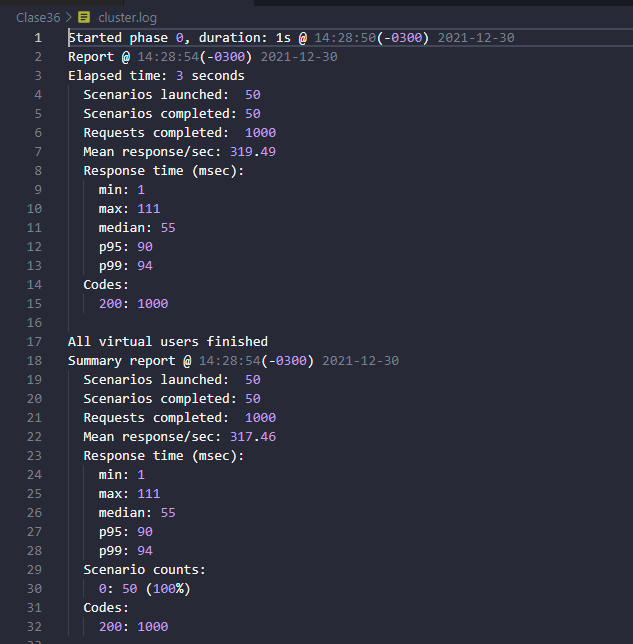 Clase36 > cluster.log
1 Started phase 0, duration: 1s @ 14:28:50(-0300) 2021-12-30
2 Report @ 14:28:54(-0300) 2021-12-30
3 Elapsed time: 3 seconds
4 Scenarios launched:  50
5 Scenarios completed: 50
6 Requests completed:  1000
7 Mean response/sec: 319.49
8 Response time (msec):
9 min: 1
10 max: 111
11 median: 55
12 p95: 90
13 p99: 94
14 Codes:
15 200: 1000
16
17 All virtual users finished
18 Summary report @ 14:28:54(-0300) 2021-12-30
19 Scenarios launched:  50
20 Scenarios completed: 50
21 Requests completed:  1000
22 Mean response/sec: 317.46
23 Response time (msec):
24 min: 1
25 max: 111
26 median: 55
27 p95: 90
28 p99: 94
29 Scenario counts:
30 0: 50 (100%)
31 Codes:
32 200: 1000